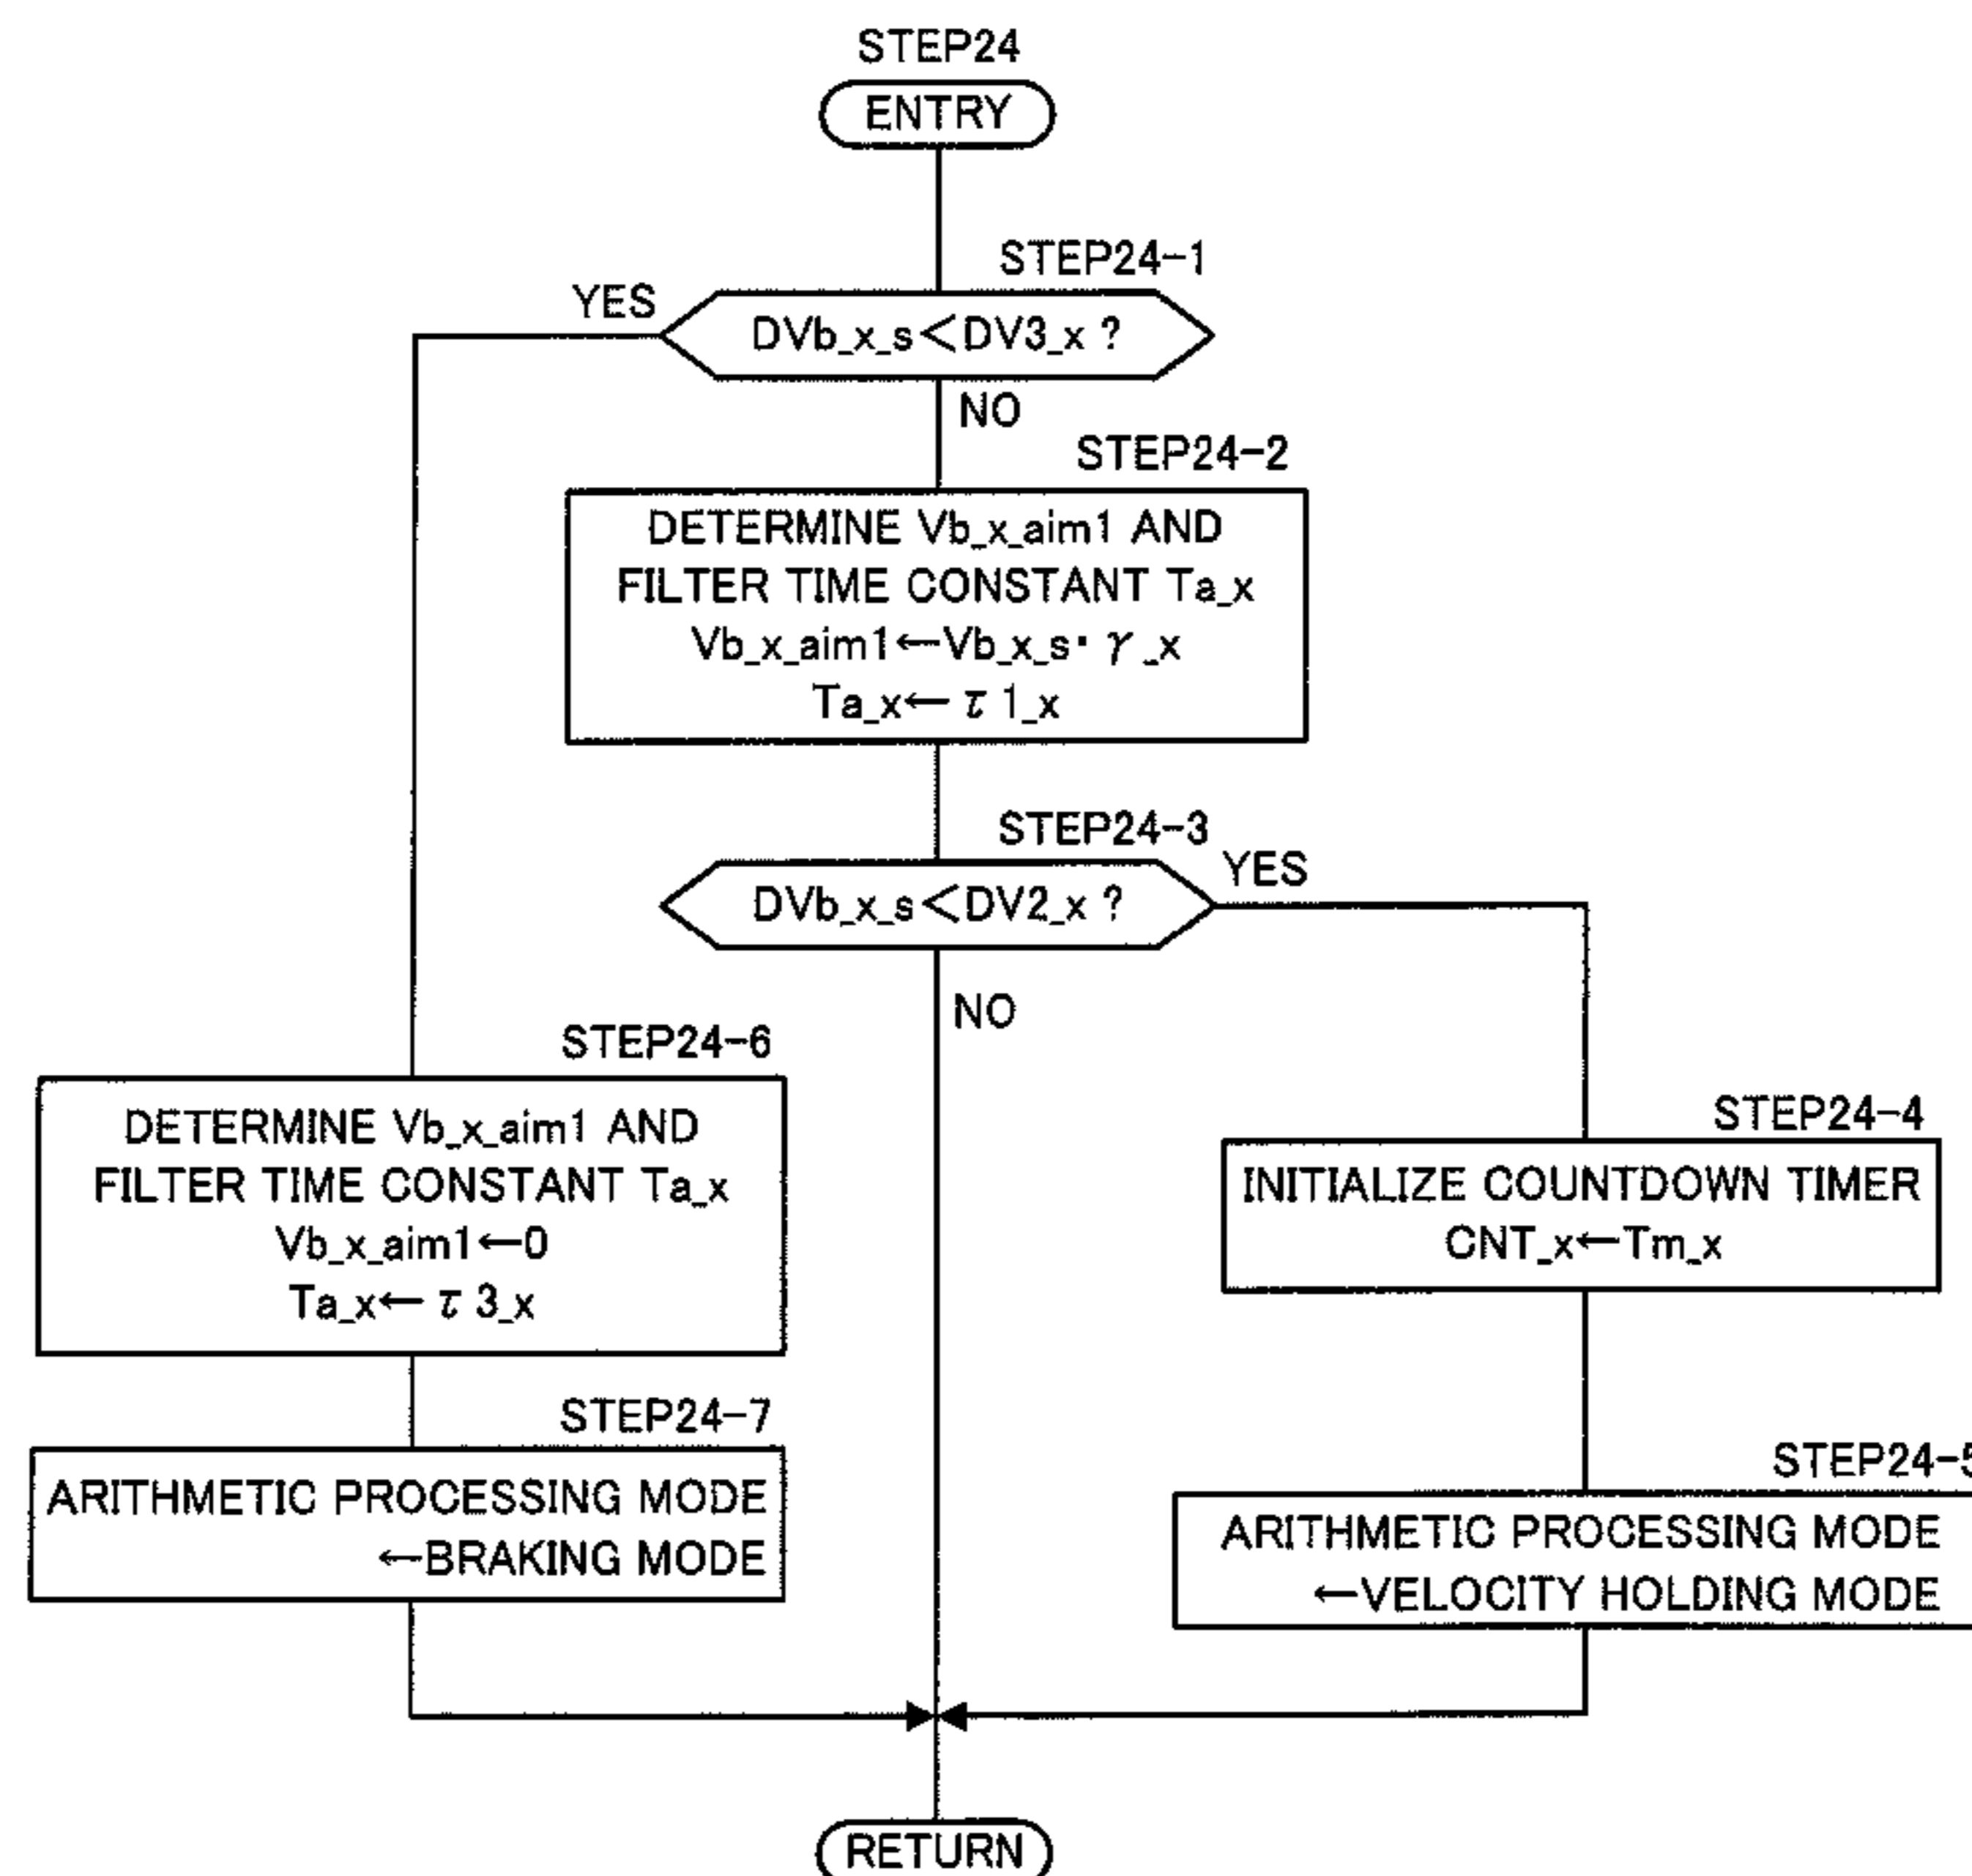 STEP24
ENTRY
STEP24-1
YES
DVb_x_s<DV3_x ?
NO
STEP24-2
DETERMINE Vb_x_aim1 AND
FILTER TIME CONSTANT Ta_x
Vb_x_aim1←Vb_x_s・γ_x
Ta_x←τ1_x
STEP24-3
YES
DVb_x_s<DV2_x ?
NO
STEP24-6
DETERMINE Vb_x_aim1 AND
FILTER TIME CONSTANT Ta_x
Vb_x_aim1←0
Ta_x←τ3_x
STEP24-4
INITIALIZE COUNTDOWN TIMER
CNT_x←Tm_x
STEP24-7
ARITHMETIC PROCESSING MODE
←BRAKING MODE
STEP24-5
ARITHMETIC PROCESSING MODE
←VELOCITY HOLDING MODE
RETURN